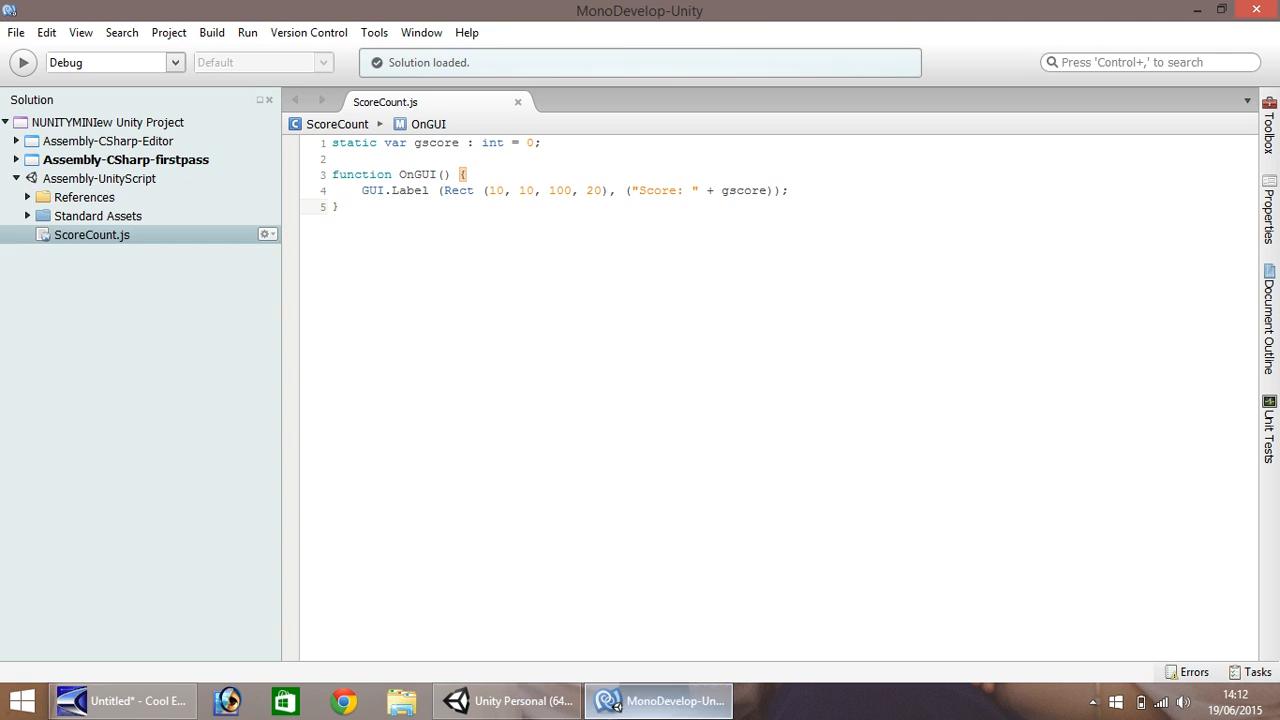 MonoDevelop-Unity
File Edit View Search Project Build Run Version Control Tools Window Help
Debug Default Solution loaded. Press 'Control+,' to search
Solution
ScoreCount.js
NUNITYMINIew Unity Project
ScoreCount OnGUI
Assembly-CSharp-Editor
Assembly-CSharp-firstpass
Assembly-UnityScript
References
Standard Assets
ScoreCount.js
1 static var gscore : int = 0;
2
3 function OnGUI() {
4 GUI.Label (Rect (10, 10, 100, 20), ("Score: " + gscore));
5 }
Toolbox
Properties
Document Outline
Unit Tests
Errors Tasks
Untitled* - Cool E...
Unity Personal (64...
MonoDevelop-Un...
14:12
19/06/2015